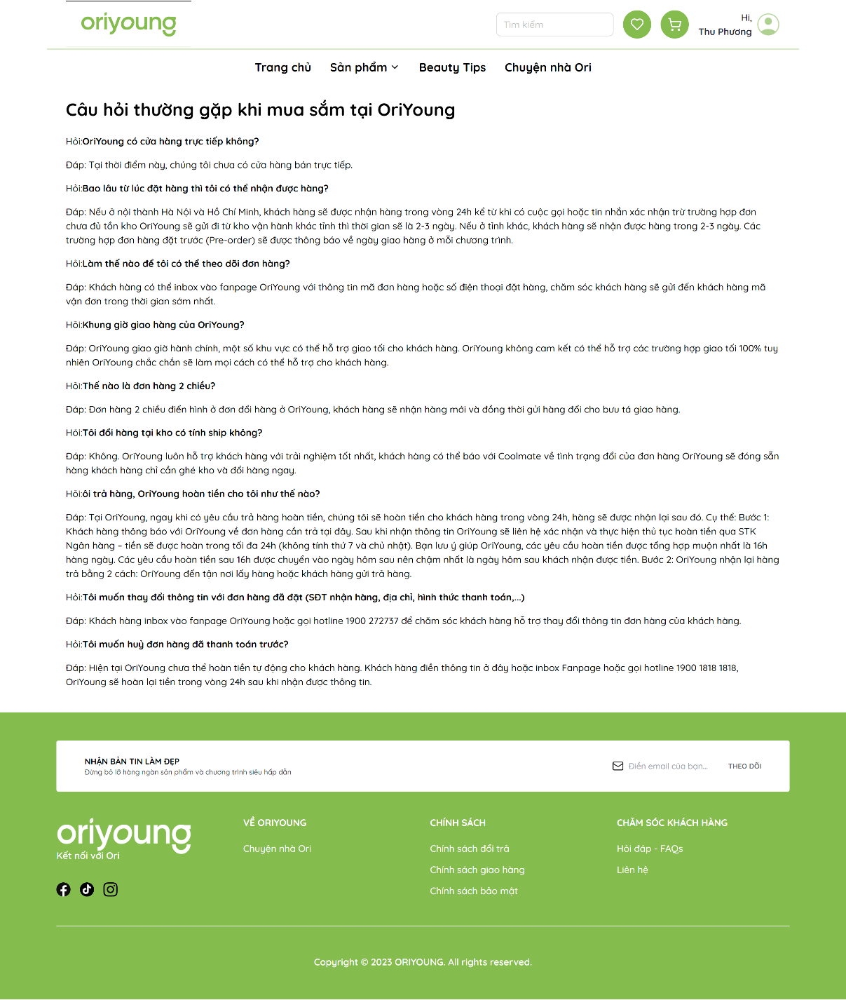 oriyoung
Tìm kiếm
Hi,
Thu Phương
Trang chủ Sản phẩm Beauty Tips Chuyện nhà Ori
Câu hỏi thường gặp khi mua sắm tại OriYoung
Hỏi:OriYoung có cửa hàng trực tiếp không?
Đáp: Tại thời điểm này, chúng tôi chưa có cửa hàng bán trực tiếp.
Hỏi:Bao lâu từ lúc đặt hàng thì tôi có thể nhận được hàng?
Đáp: Nếu ở nội thành Hà Nội và Hồ Chí Minh, khách hàng sẽ được nhận hàng trong vòng 24h kể từ khi có cuộc gọi hoặc tin nhắn xác nhận trừ trường hợp đơn
chưa đủ tồn kho OriYoung sẽ gửi đi từ kho vận hành khác tỉnh thì thời gian sẽ là 2-3 ngày. Nếu ở tỉnh khác, khách hàng sẽ nhận được hàng trong 2-3 ngày. Các
trường hợp đơn hàng đặt trước (Pre-order) sẽ được thông báo về ngày giao hàng ở mỗi chương trình.
Hỏi:Làm thế nào để tôi có thể theo dõi đơn hàng?
Đáp: Khách hàng có thể inbox vào fanpage OriYoung với thông tin mã đơn hàng hoặc số điện thoại đặt hàng, chăm sóc khách hàng sẽ gửi đến khách hàng mã
vận đơn trong thời gian sớm nhất.
Hỏi:Khung giờ giao hàng của OriYoung?
Đáp: OriYoung giao giờ hành chính, một số khu vực có thể hỗ trợ giao tối cho khách hàng. OriYoung không cam kết có thể hỗ trợ các trường hợp giao tối 100% tuy
nhiên OriYoung chắc chắn sẽ làm mọi cách có thể hỗ trợ cho khách hàng.
Hỏi:Thế nào là đơn hàng 2 chiều?
Đáp: Đơn hàng 2 chiều điển hình ở đơn đổi hàng ở OriYoung, khách hàng sẽ nhận hàng mới và đồng thời gửi hàng đổi cho bưu tá giao hàng.
Hỏi:Tôi đổi hàng tại kho có tính ship không?
Đáp: Không. OriYoung luôn hỗ trợ khách hàng với trải nghiệm tốt nhất, khách hàng có thể báo với Coolmate về tình trạng đổi của đơn hàng OriYoung sẽ đóng sẵn
hàng khách hàng chỉ cần ghé kho và đổi hàng ngay.
Hỏi:ôi trả hàng, OriYoung hoàn tiền cho tôi như thế nào?
Đáp: Tại OriYoung, ngay khi có yêu cầu trả hàng hoàn tiền, chúng tôi sẽ hoàn tiền cho khách hàng trong vòng 24h, hàng sẽ được nhận lại sau đó. Cụ thể: Bước 1:
Khách hàng thông báo với OriYoung về đơn hàng cần trả tại đây. Sau khi nhận thông tin OriYoung sẽ liên hệ xác nhận và thực hiện thủ tục hoàn tiền qua STK
Ngân hàng – tiền sẽ được hoàn trong tối đa 24h (không tính thứ 7 và chủ nhật). Bạn lưu ý giúp OriYoung, các yêu cầu hoàn tiền được tổng hợp muộn nhất là 16h
hàng ngày. Các yêu cầu hoàn tiền sau 16h được chuyển vào ngày hôm sau nên chậm nhất là ngày hôm sau khách nhận được tiền. Bước 2: OriYoung nhận lại hàng
trả bằng 2 cách: OriYoung đến tận nơi lấy hàng hoặc khách hàng gửi trả hàng.
Hỏi:Tôi muốn thay đổi thông tin với đơn hàng đã đặt (SĐT nhận hàng, địa chỉ, hình thức thanh toán,...)
Đáp: Khách hàng inbox vào fanpage OriYoung hoặc gọi hotline 1900 272737 để chăm sóc khách hàng hỗ trợ thay đổi thông tin đơn hàng của khách hàng.
Hỏi:Tôi muốn huỷ đơn hàng đã thanh toán trước?
Đáp: Hiện tại OriYoung chưa thể hoàn tiền tự động cho khách hàng. Khách hàng điền thông tin ở đây hoặc inbox Fanpage hoặc gọi hotline 1900 1818 1818,
OriYoung sẽ hoàn lại tiền trong vòng 24h sau khi nhận được thông tin.
NHẬN BẢN TIN LÀM ĐẸP
Đừng bỏ lỡ hàng ngàn sản phẩm và chương trình siêu hấp dẫn
Điền email của bạn... THEO DÕI
oriyoung
Kết nối với Ori
VỀ ORIYOUNG
Chuyện nhà Ori
CHÍNH SÁCH
Chính sách đổi trả
Chính sách giao hàng
Chính sách bảo mật
CHĂM SÓC KHÁCH HÀNG
Hỏi đáp - FAQs
Liên hệ
Copyright © 2023 ORIYOUNG. All rights reserved.